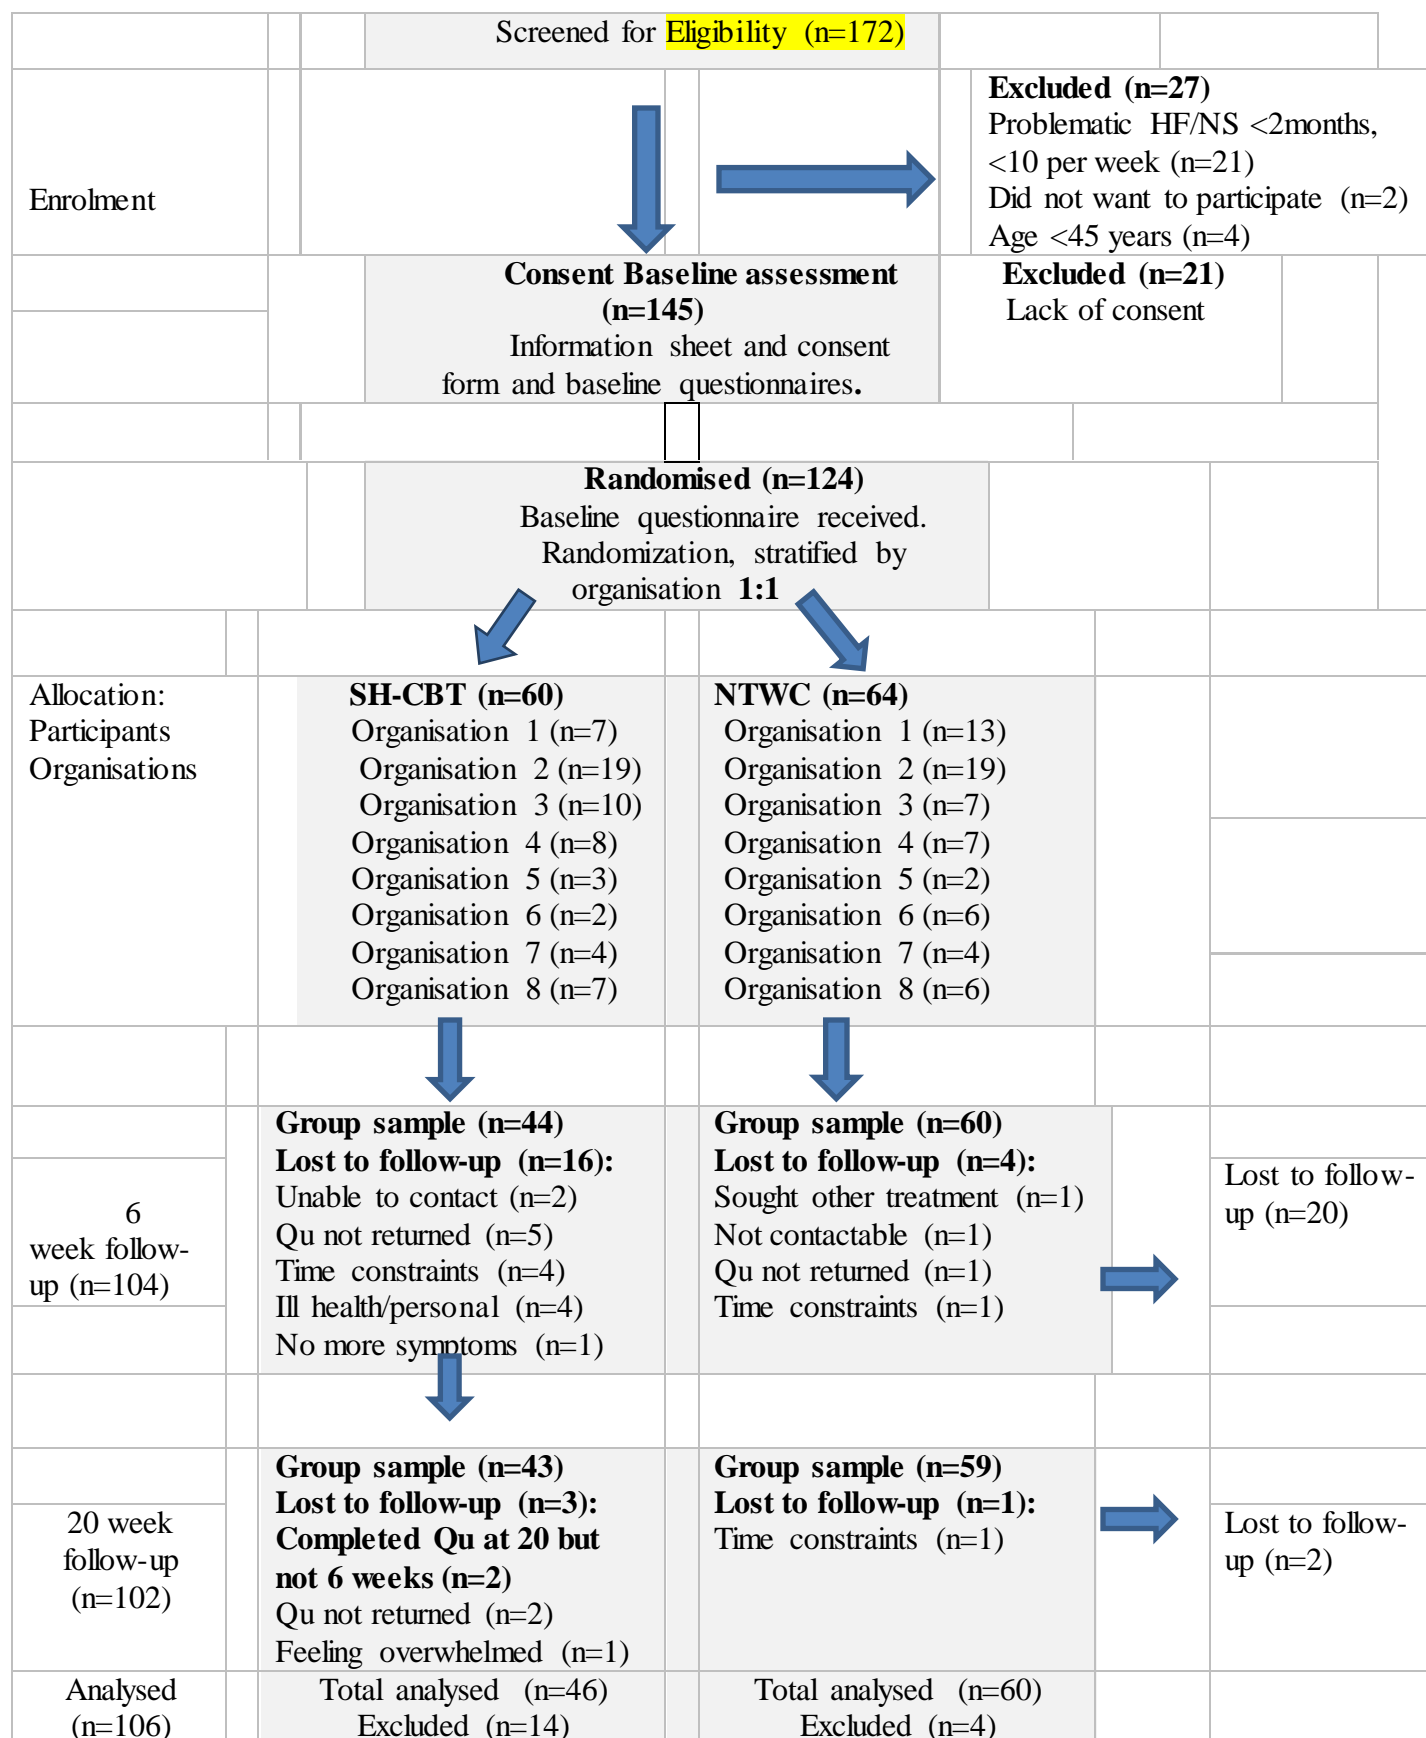 Screened for Eligibility (n=172)
Enrolment
Excluded (n=27)
Problematic HF/NS <2months,
<10 per week (n=21)
Did not want to participate (n=2)
Age <45 years (n=4)
Consent Baseline assessment
(n=145)
Information sheet and consent
form and baseline questionnaires.
Excluded (n=21)
Lack of consent
Randomised (n=124)
Baseline questionnaire received.
Randomization, stratified by
organisation 1:1
Allocation:
Participants
Organisations
SH-CBT (n=60)
Organisation 1 (n=7)
Organisation 2 (n=19)
Organisation 3 (n=10)
Organisation 4 (n=8)
Organisation 5 (n=3)
Organisation 6 (n=2)
Organisation 7 (n=4)
Organisation 8 (n=7)
NTWC (n=64)
Organisation 1 (n=13)
Organisation 2 (n=19)
Organisation 3 (n=7)
Organisation 4 (n=7)
Organisation 5 (n=2)
Organisation 6 (n=6)
Organisation 7 (n=4)
Organisation 8 (n=6)
6
week follow-
up (n=104)
Group sample (n=44)
Lost to follow-up (n=16):
Unable to contact (n=2)
Qu not returned (n=5)
Time constraints (n=4)
Ill health/personal (n=4)
No more symptoms (n=1)
Group sample (n=60)
Lost to follow-up (n=4):
Sought other treatment (n=1)
Not contactable (n=1)
Qu not returned (n=1)
Time constraints (n=1)
Lost to follow-
up (n=20)
20 week
follow-up
(n=102)
Group sample (n=43)
Lost to follow-up (n=3):
Completed Qu at 20 but
not 6 weeks (n=2)
Qu not returned (n=2)
Feeling overwhelmed (n=1)
Group sample (n=59)
Lost to follow-up (n=1):
Time constraints (n=1)
Lost to follow-
up (n=2)
Analysed
(n=106)
Total analysed (n=46)
Excluded (n=14)
Total analysed (n=60)
Excluded (n=4)